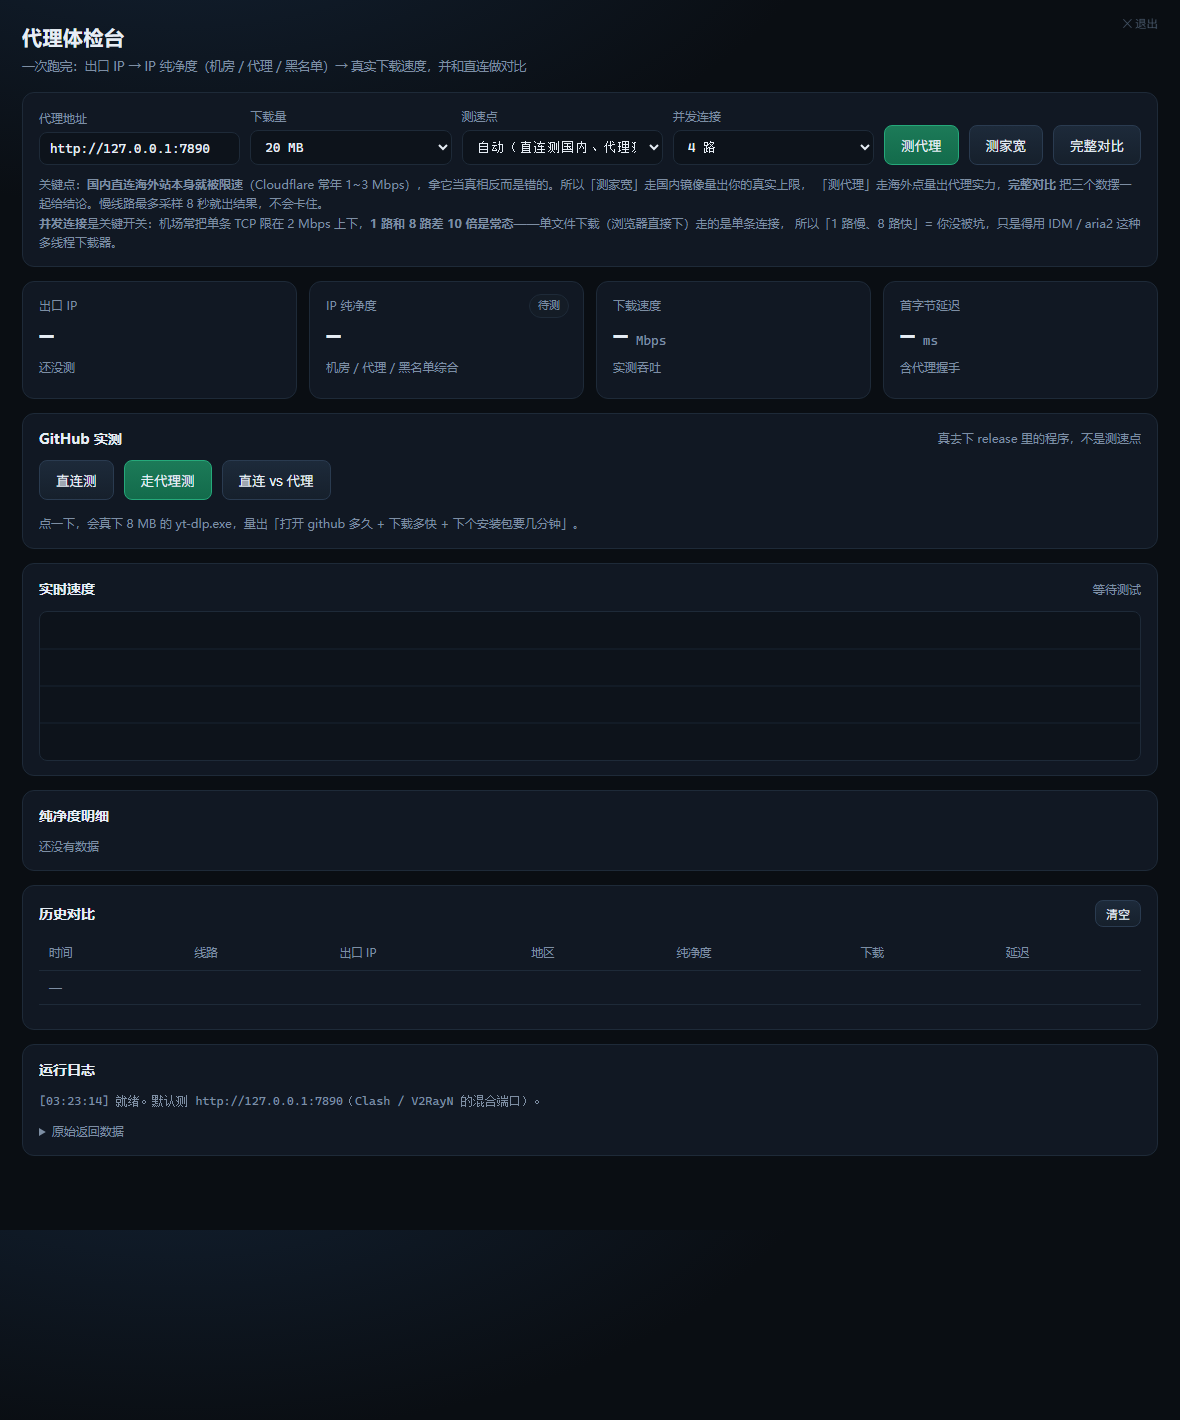 ✕ 退出
代理体检台
一次跑完：出口 IP → IP 纯净度（机房 / 代理 / 黑名单）→ 真实下载速度，并和直连做对比
代理地址
下载量
测速点
并发连接
http://127.0.0.1:7890
20 MB
自动（直连测国内、代理
4 路
测代理
测家宽
完整对比
关键点：国内直连海外站本身就被限速（Cloudflare 常年 1~3 Mbps），拿它当真相反而是错的。所以「测家宽」走国内镜像量出你的真实上限， 「测代理」走海外点量出代理实力，完整对比 把三个数摆一
起给结论。慢线路最多采样 8 秒就出结果，不会卡住。
并发连接是关键开关：机场常把单条 TCP 限在 2 Mbps 上下，1 路和 8 路差 10 倍是常态——单文件下载（浏览器直接下）走的是单条连接， 所以「1 路慢、8 路快」= 你没被坑，只是得用 IDM / aria2 这种
多线程下载器。
出口 IP
—
还没测
IP 纯净度
待测
—
机房 / 代理 / 黑名单综合
下载速度
— Mbps
实测吞吐
首字节延迟
— ms
含代理握手
GitHub 实测
真去下 release 里的程序，不是测速点
直连测
走代理测
直连 vs 代理
点一下，会真下 8 MB 的 yt-dlp.exe，量出「打开 github 多久 + 下载多快 + 下个安装包要几分钟」。
实时速度
等待测试
纯净度明细
还没有数据
历史对比
清空
时间 线路 出口 IP 地区 纯净度 下载 延迟
—
运行日志
[03:23:14] 就绪。默认测 http://127.0.0.1:7890（Clash / V2RayN 的混合端口）。
▶ 原始返回数据